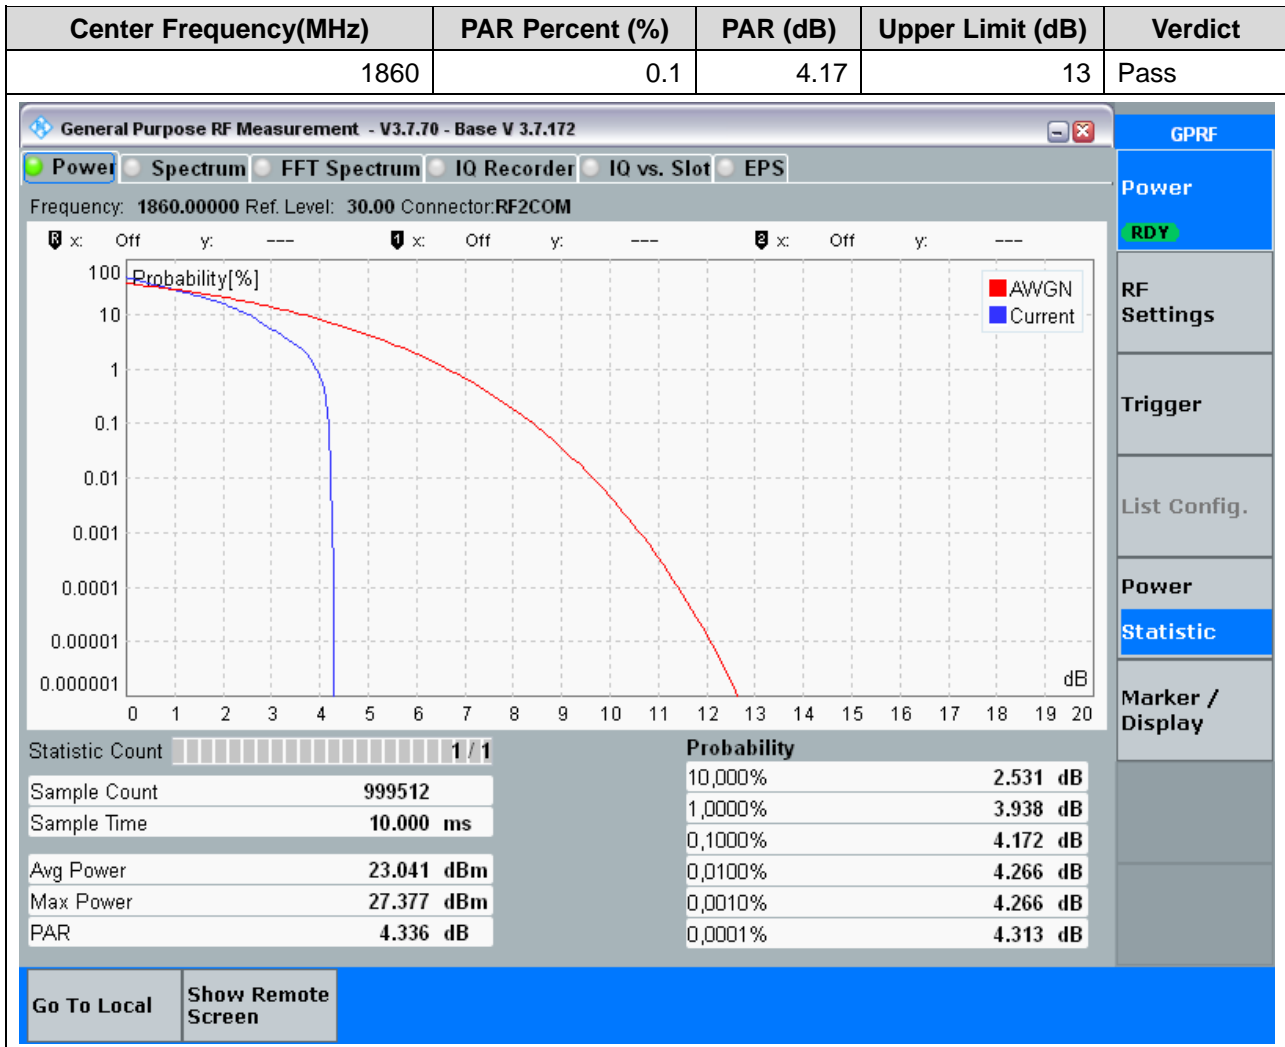 Center Frequency(MHz) PAR Percent (%) PAR (dB) Upper Limit (dB) Verdict
1860 0.1 4.17 13 Pass
General Purpose RF Measurement - V3.7.70 - Base V 3.7.172
GPRF
Power Spectrum FFT Spectrum IQ Recorder IQ vs. Slot EPS
Power
RDY
Frequency: 1860.00000 Ref. Level: 30.00 Connector:RF2COM
R x: Off y: --- 1 x: Off y: --- 2 x: Off y: ---
Probability[%]
AWGN
Current
100
10
1
0.1
0.01
0.001
0.0001
0.00001
0.000001
dB
0 1 2 3 4 5 6 7 8 9 10 11 12 13 14 15 16 17 18 19 20
RF
Settings
Trigger
List Config.
Power
Statistic
Marker /
Display
Statistic Count 1 / 1
Sample Count 999512
Sample Time 10.000 ms
Avg Power 23.041 dBm
Max Power 27.377 dBm
PAR 4.336 dB
Probability
10,000% 2.531 dB
1,0000% 3.938 dB
0,1000% 4.172 dB
0,0100% 4.266 dB
0,0010% 4.266 dB
0,0001% 4.313 dB
Go To Local
Show Remote
Screen